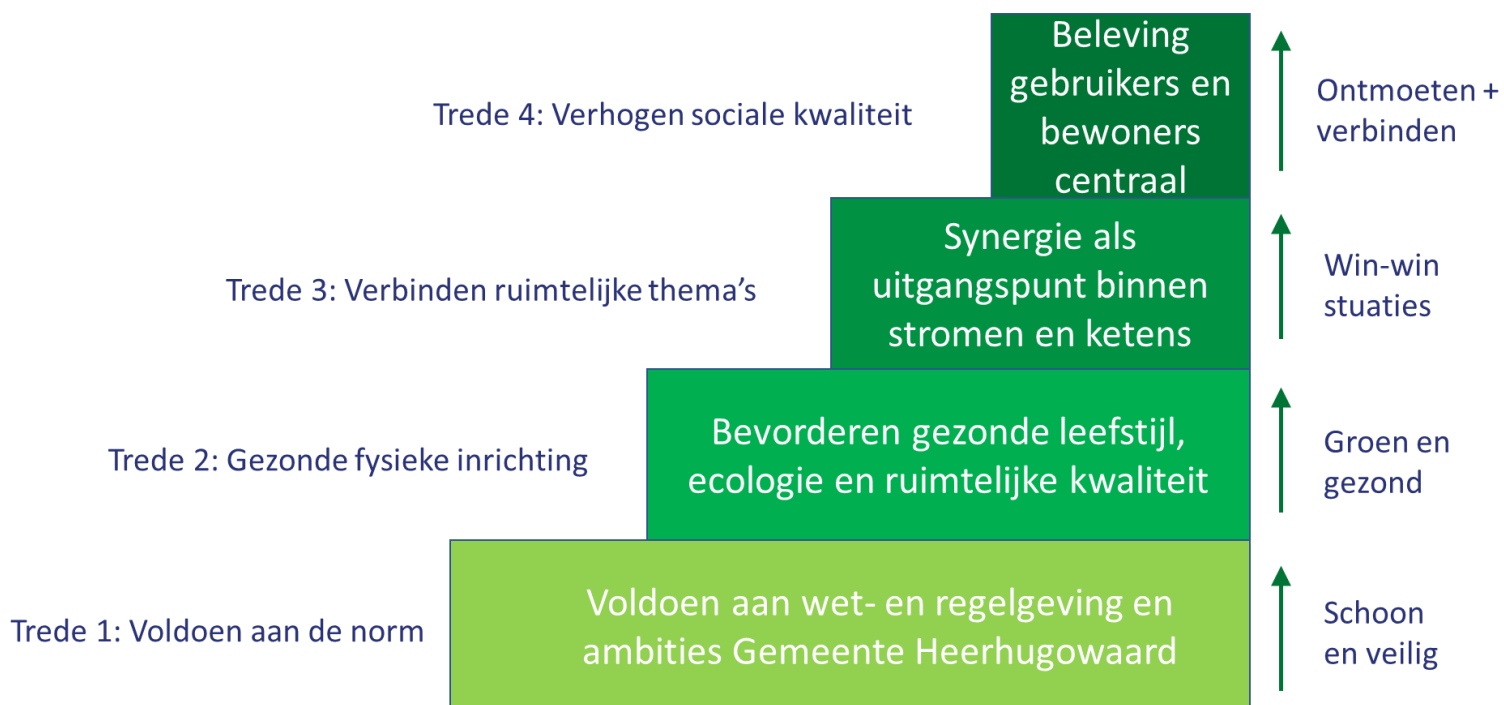 Trede 4: Verhogen sociale kwaliteit
Beleving
gebruikers en
bewoners
centraal
Ontmoeten +
verbinden
Trede 3: Verbinden ruimtelijke thema's
Synergie als
uitgangspunt binnen
stromen en ketens
Win-win
stuaties
Trede 2: Gezonde fysieke inrichting
Bevorderen gezonde leefstijl,
ecologie en ruimtelijke kwaliteit
Groen en
gezond
Trede 1: Voldoen aan de norm
Voldoen aan wet- en regelgeving en
ambities Gemeente Heerhugowaard
Schoon
en veilig